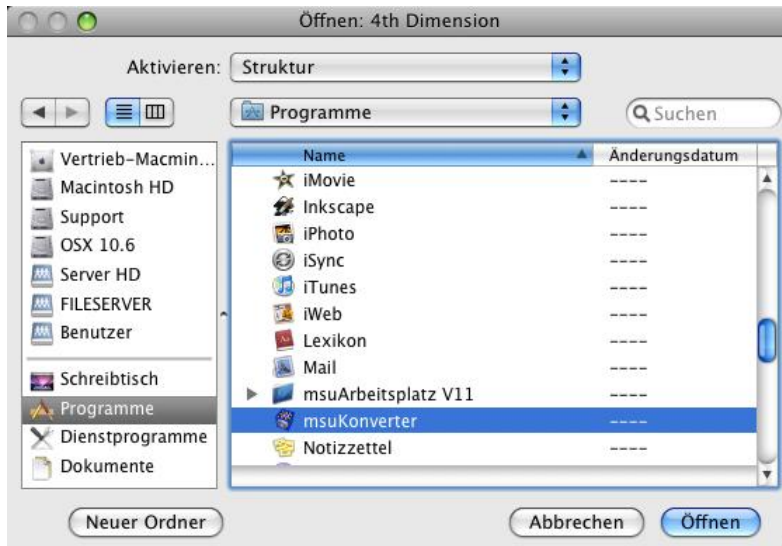 Öffnen: 4th Dimension
Aktivieren: Struktur
Programme
Suchen
Vertrieb-Macmin...
Macintosh HD
Support
OSX 10.6
Server HD
FILESERVER
Benutzer
Schreibtisch
Programme
Dienstprogramme
Dokumente
Name Änderungsdatum
iMovie ----
Inkscape ----
iPhoto ----
iSync ----
iTunes ----
iWeb ----
Lexikon ----
Mail ----
msuArbeitsplatz V11 ----
msuKonverter ----
Notizzettel ----
Neuer Ordner Abbrechen Öffnen